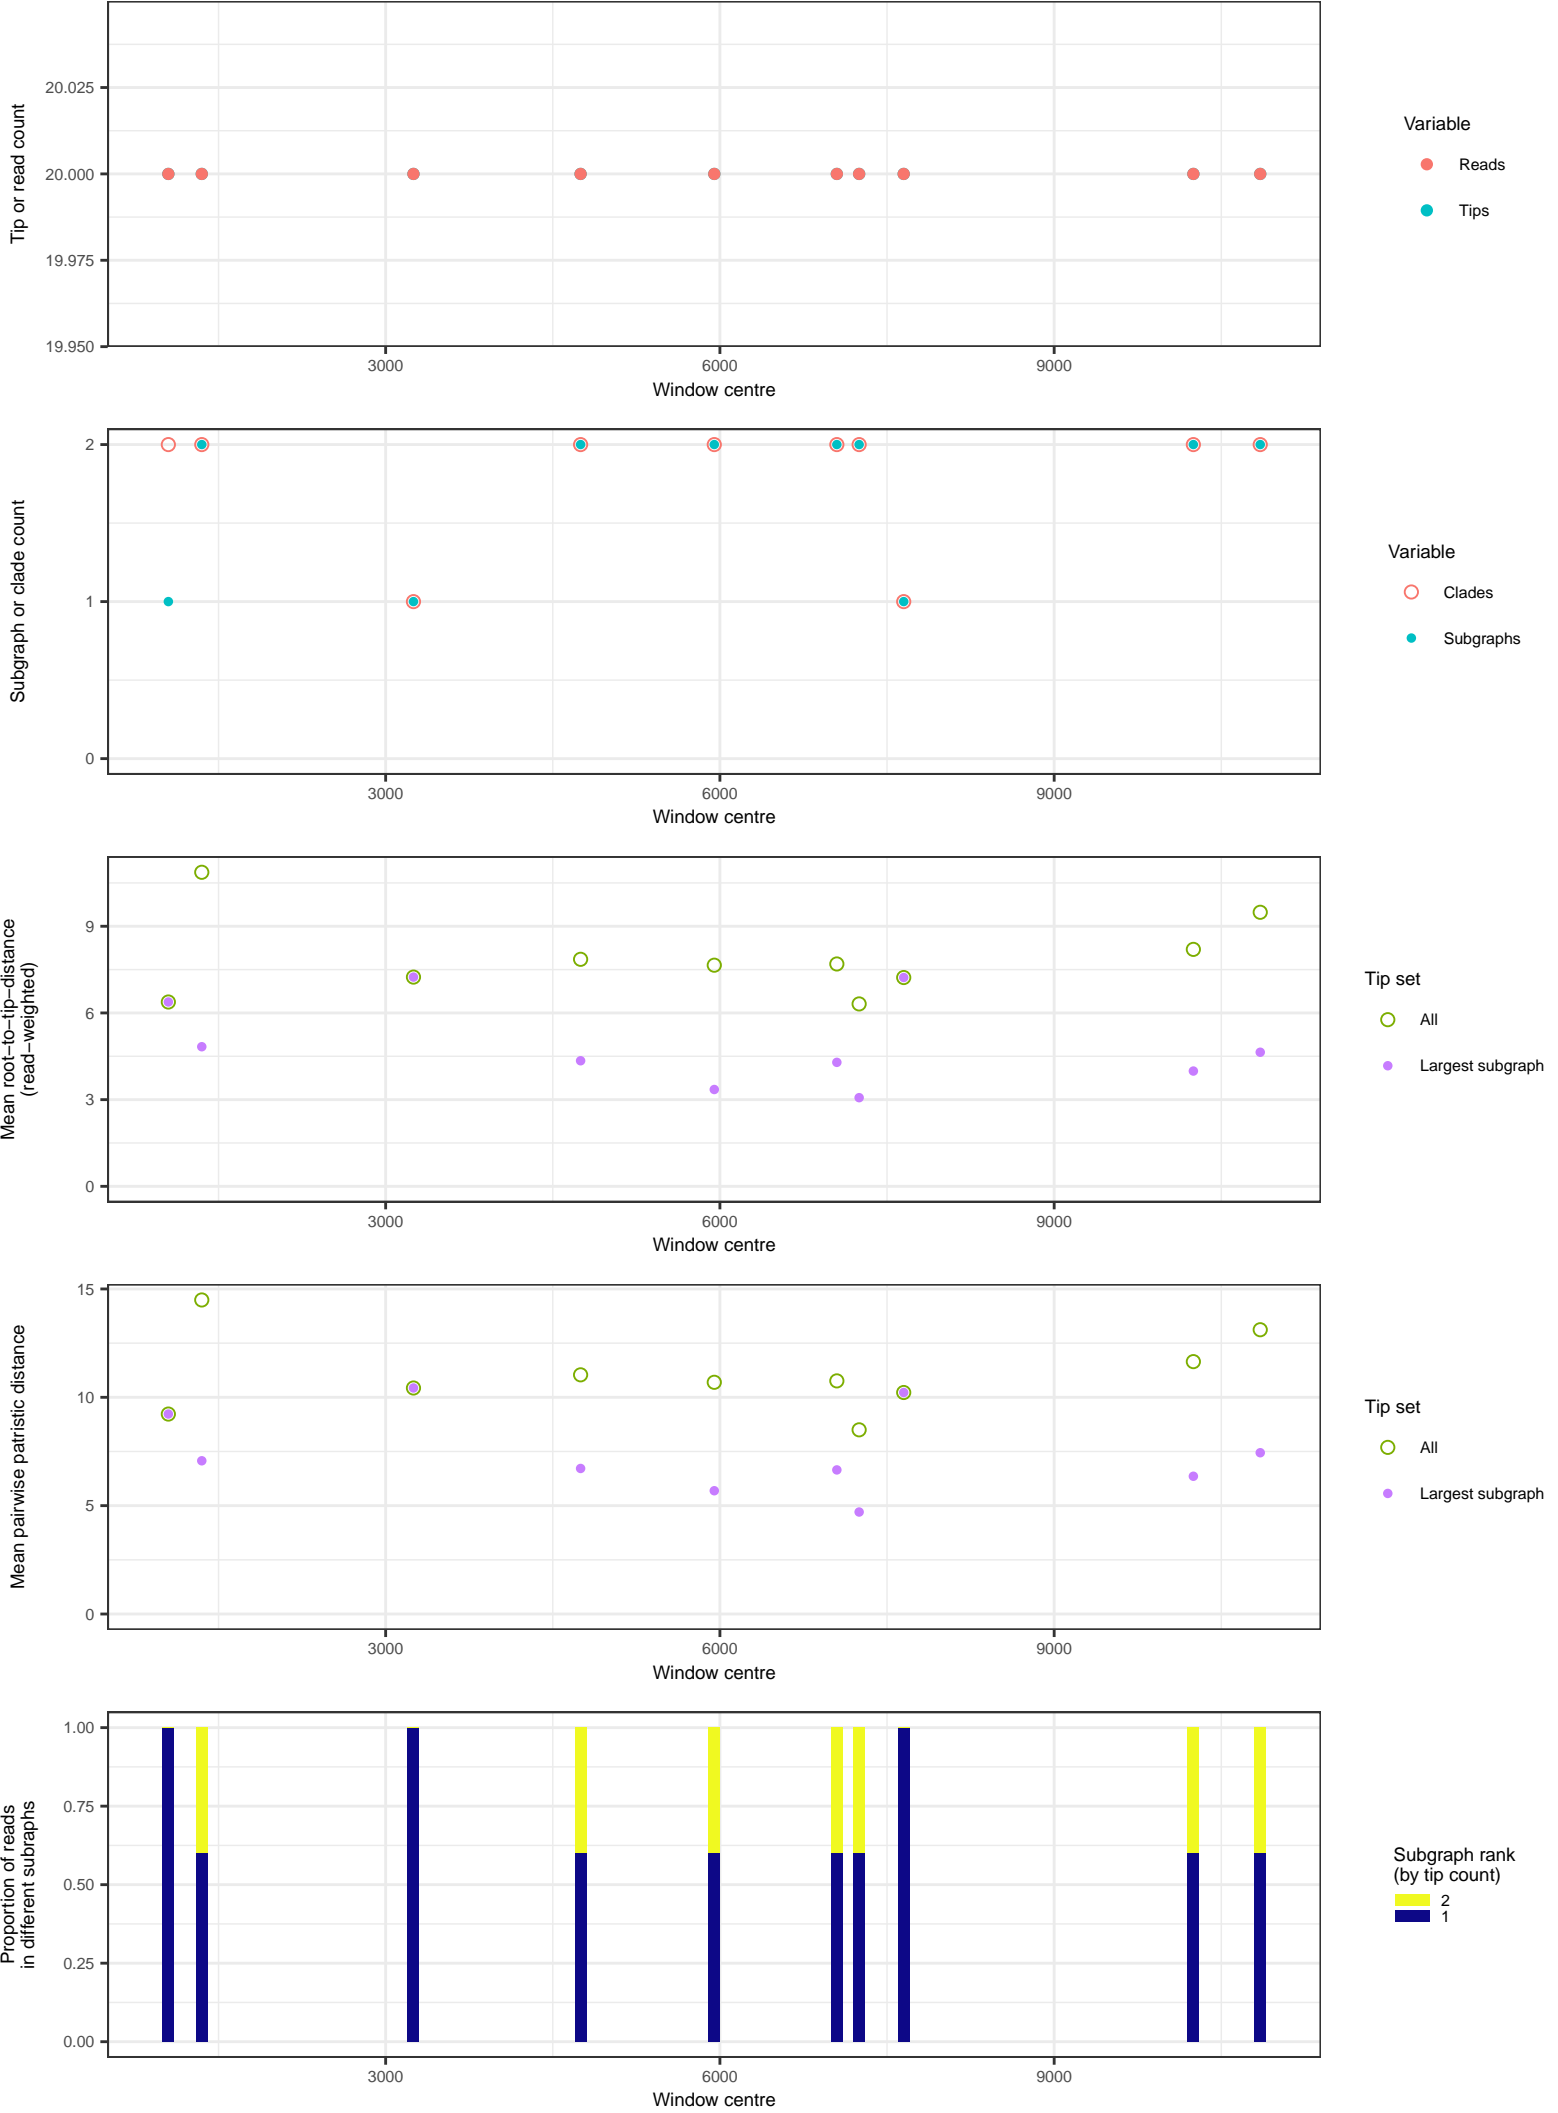 Tip or read count
20.025
20.000
19.975
19.950
3000
6000
9000
Window centre
Variable
Reads
Tips
Subgraph or clade count
2
1
0
3000
6000
9000
Window centre
Variable
Clades
Subgraphs
Mean root−to−tip−distance
(read−weighted)
9
6
3
0
3000
6000
9000
Window centre
Tip set
All
Largest subgraph
Mean pairwise patristic distance
15
10
5
0
3000
6000
9000
Window centre
Tip set
All
Largest subgraph
Proportion of reads
in different subraphs
1.00
0.75
0.50
0.25
0.00
3000
6000
9000
Window centre
Subgraph rank
(by tip count)
2
1